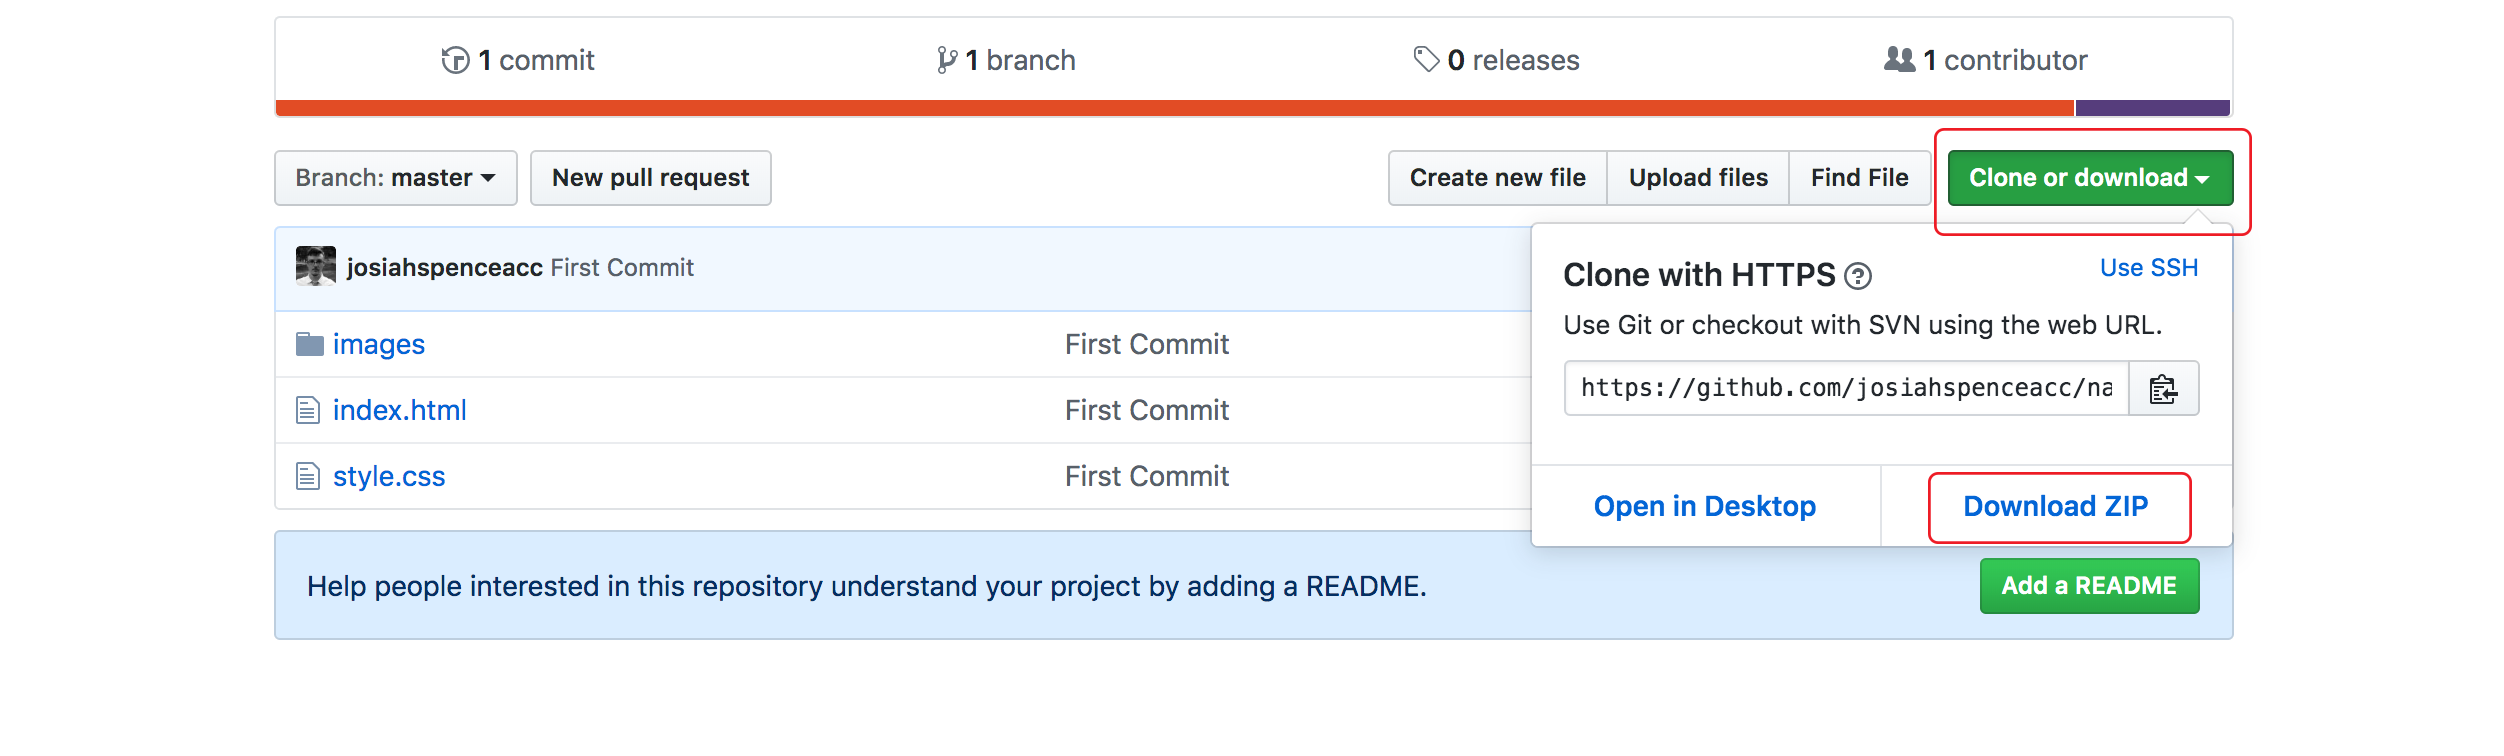 1 commit
1 branch
0 releases
1 contributor
Branch: master
New pull request
Create new file
Upload files
Find File
Clone or download
josiahspenceacc First Commit
images First Commit
index.html First Commit
style.css First Commit
Clone with HTTPS ?
Use SSH
Use Git or checkout with SVN using the web URL.
https://github.com/josiahspenceacc/na
Open in Desktop
Download ZIP
Help people interested in this repository understand your project by adding a README.
Add a README